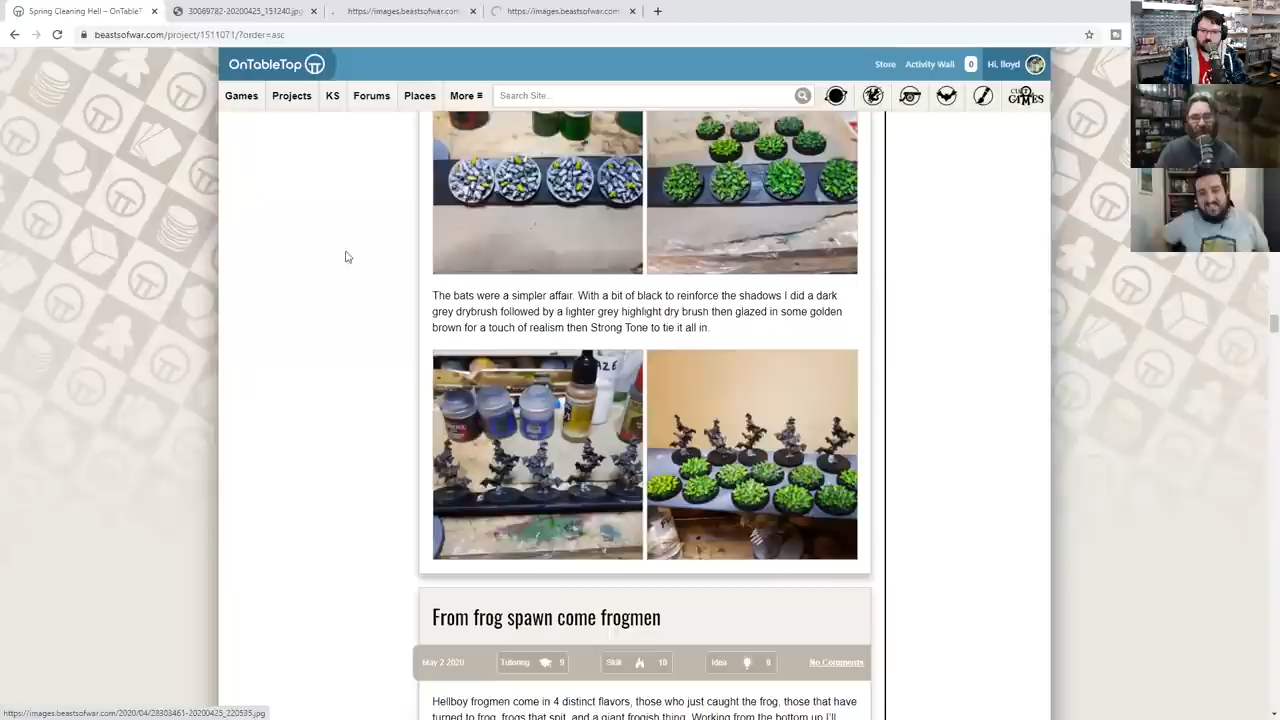 Spring Cleaning Hell – OnTableT
30069782-20200425_151240.jpg
https://images.beastsofwar.com/
https://images.beastsofwar.com/
beastsofwar.com/project/1511071/?order=asc
OnTableTop
Store
Activity Wall
0
Hi, lloyd
Games
Projects
KS
Forums
Places
More
Search Site...
GAMES
The bats were a simpler affair. With a bit of black to reinforce the shadows I did a dark
grey drybrush followed by a lighter grey highlight dry brush then glazed in some golden
brown for a touch of realism then Strong Tone to tie it all in.
From frog spawn come frogmen
May 2 2020
Tutoring 9
Skill 10
Idea 8
No Comments
Hellboy frogmen come in 4 distinct flavors, those who just caught the frog, those that have
turned to frog, frogs that spit, and a giant frogish thing. Working from the bottom up I'll
https://images.beastsofwar.com/2020/04/28303461-20200425_220535.jpg